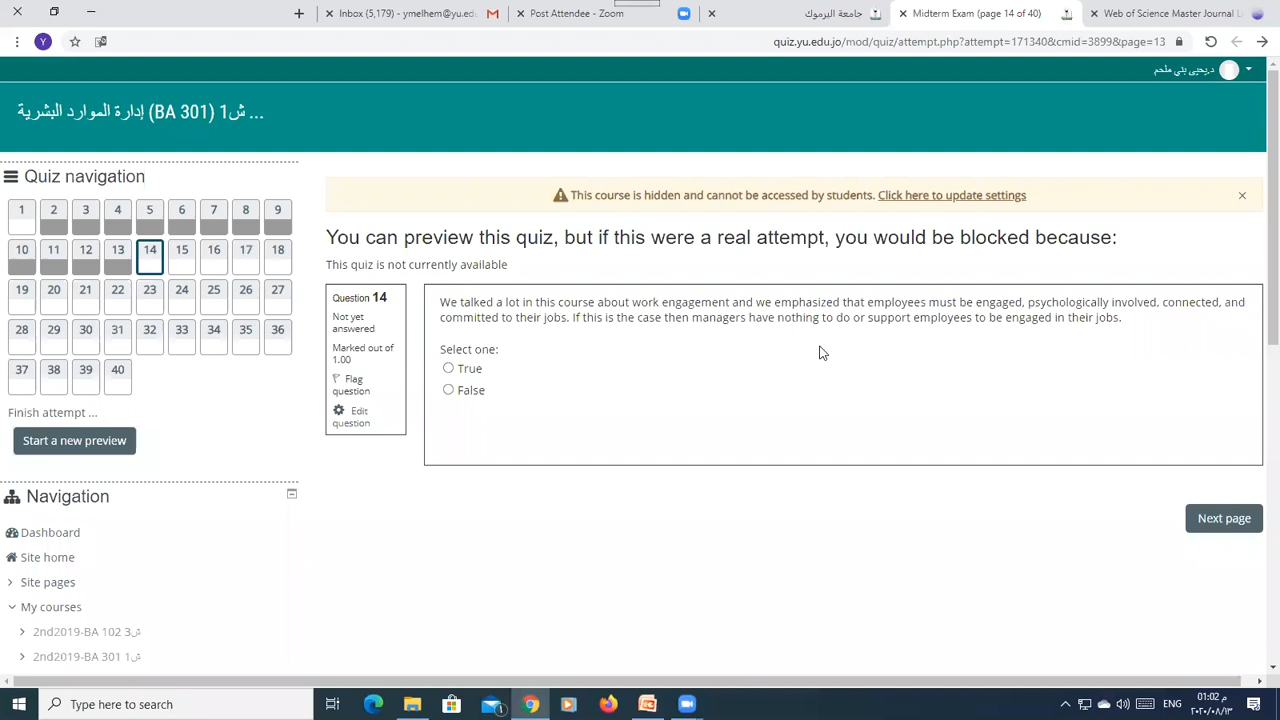 Inbox (5,179) - ymelhem@yu.ed
Post Attendee - Zoom
جامعة اليرموك
Midterm Exam (page 14 of 40)
Web of Science Master Journal L
Y
quiz.yu.edu.jo/mod/quiz/attempt.php?attempt=171340&cmid=3899&page=13
د.يحيى بني ملحم
إدارة الموارد البشرية (BA 301) ش1 ...
Quiz navigation
1 2 3 4 5 6 7 8 9
10 11 12 13 14 15 16 17 18
19 20 21 22 23 24 25 26 27
28 29 30 31 32 33 34 35 36
37 38 39 40
Finish attempt ...
Start a new preview
Navigation
Dashboard
Site home
Site pages
My courses
2nd2019-BA 102 ش3
2nd2019-BA 301 ش1
This course is hidden and cannot be accessed by students. Click here to update settings
You can preview this quiz, but if this were a real attempt, you would be blocked because:
This quiz is not currently available
Question 14
Not yet
answered
Marked out of
1.00
Flag
question
Edit
question
We talked a lot in this course about work engagement and we emphasized that employees must be engaged, psychologically involved, connected, and
committed to their jobs. If this is the case then managers have nothing to do or support employees to be engaged in their jobs.
Select one:
True
False
Next page
Type here to search
ENG
01:02 م
٢٠٢٠/٠٨/١٣